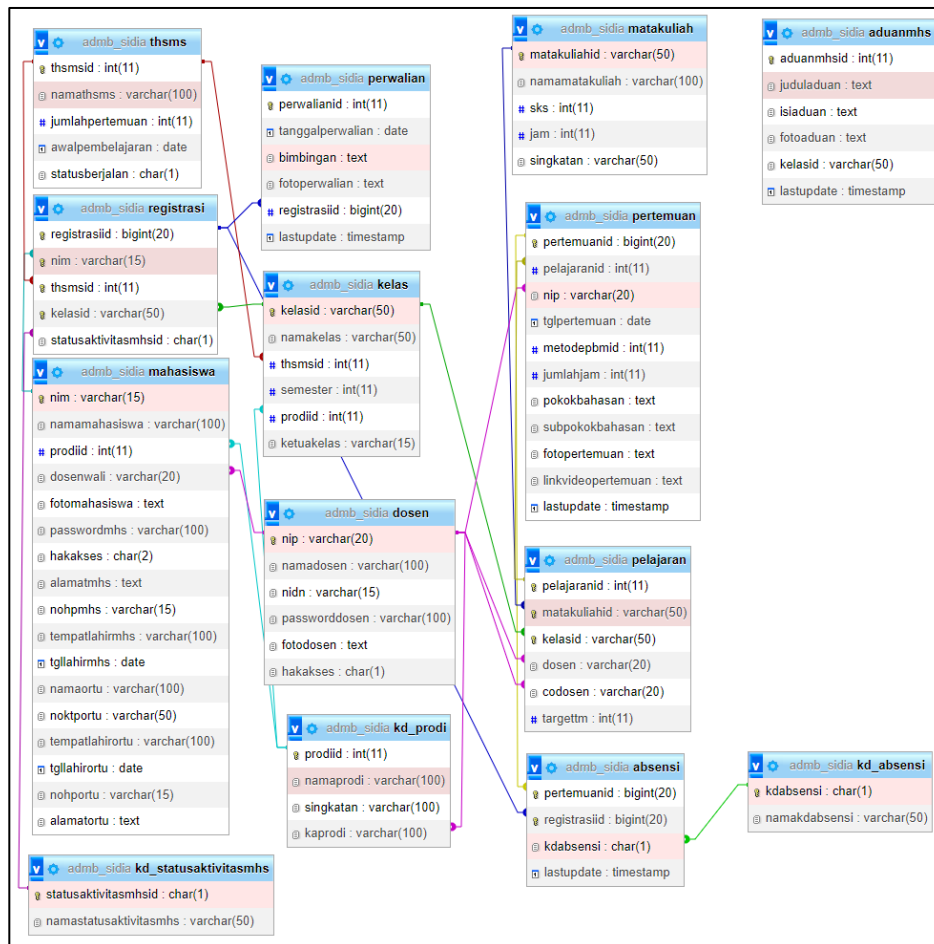 admb_sidia thsms
thsmsid : int(11)
namathsms : varchar(100)
jumlahpertemuan : int(11)
awalpembelajaran : date
statusberjalan : char(1)
admb_sidia registrasi
registrasiid : bigint(20)
nim : varchar(15)
thsmsid : int(11)
kelasid : varchar(50)
statusaktivitasmhsid : char(1)
admb_sidia mahasiswa
nim : varchar(15)
namamahasiswa : varchar(100)
prodiid : int(11)
dosenwali : varchar(20)
fotomahasiswa : text
passwordmhs : varchar(100)
hakakses : char(2)
alamatmhs : text
nohpmhs : varchar(15)
tempatlahirmhs : varchar(100)
tgllahirmhs : date
namaortu : varchar(100)
noktportu : varchar(50)
tempatlahirortu : varchar(100)
tgllahirortu : date
nohportu : varchar(15)
alamatortu : text
admb_sidia kd_statusaktivitasmhs
statusaktivitasmhsid : char(1)
namastatusaktivitasmhs : varchar(50)
admb_sidia perwalian
perwalianid : int(11)
tanggalperwalian : date
bimbingan : text
fotoperwalian : text
registrasiid : bigint(20)
lastupdate : timestamp
admb_sidia kelas
kelasid : varchar(50)
namakelas : varchar(50)
thsmsid : int(11)
semester : int(11)
prodiid : int(11)
ketuakelas : varchar(15)
admb_sidia dosen
nip : varchar(20)
namadosen : varchar(100)
nidn : varchar(15)
passworddosen : varchar(100)
fotodosen : text
hakakses : char(1)
admb_sidia kd_prodi
prodiid : int(11)
namaprodi : varchar(100)
singkatan : varchar(100)
kaprodi : varchar(100)
admb_sidia matakuliah
matakuliahid : varchar(50)
namamatakuliah : varchar(100)
sks : int(11)
jam : int(11)
singkatan : varchar(50)
admb_sidia pertemuan
pertemuanid : bigint(20)
pelajaranid : int(11)
nip : varchar(20)
tglpertemuan : date
metodepbmid : int(11)
jumlahjam : int(11)
pokokbahasan : text
subpokokbahasan : text
fotopertemuan : text
linkvideopertemuan : text
lastupdate : timestamp
admb_sidia pelajaran
pelajaranid : int(11)
matakuliahid : varchar(50)
kelasid : varchar(50)
dosen : varchar(20)
codosen : varchar(20)
targettm : int(11)
admb_sidia absensi
pertemuanid : bigint(20)
registrasiid : bigint(20)
kdabsensi : char(1)
lastupdate : timestamp
admb_sidia aduanmhs
aduanmhsid : int(11)
juduladuan : text
isiaduan : text
fotoaduan : text
kelasid : varchar(50)
lastupdate : timestamp
admb_sidia kd_absensi
kdabsensi : char(1)
namakdabsensi : varchar(50)